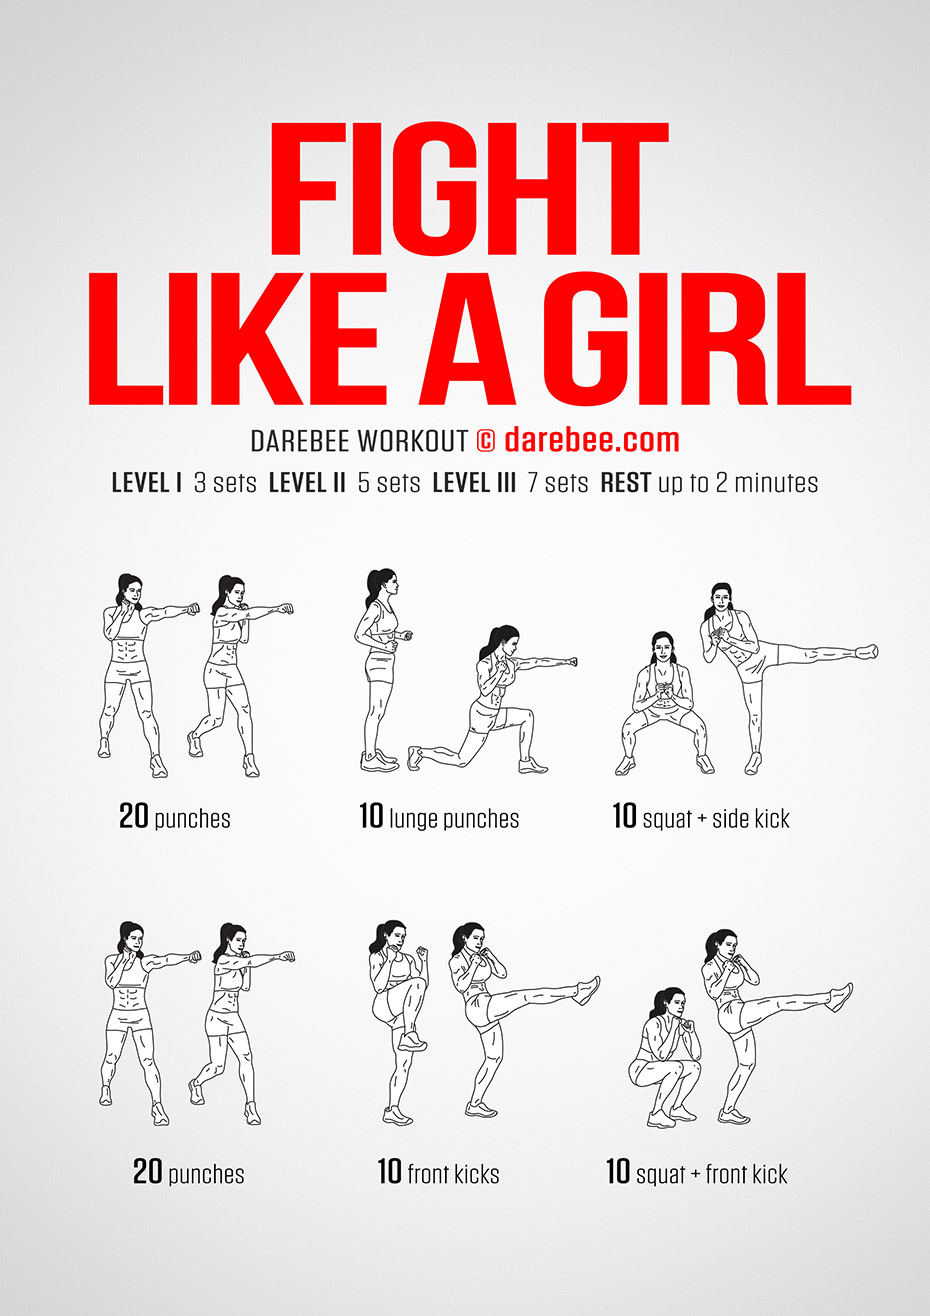 FIGHT
LIKE A GIRL
DAREBEE WORKOUT © darebee.com
LEVEL I 3 sets LEVEL II 5 sets LEVEL III 7 sets REST up to 2 minutes
20 punches
10 lunge punches
10 squat + side kick
20 punches
10 front kicks
10 squat + front kick